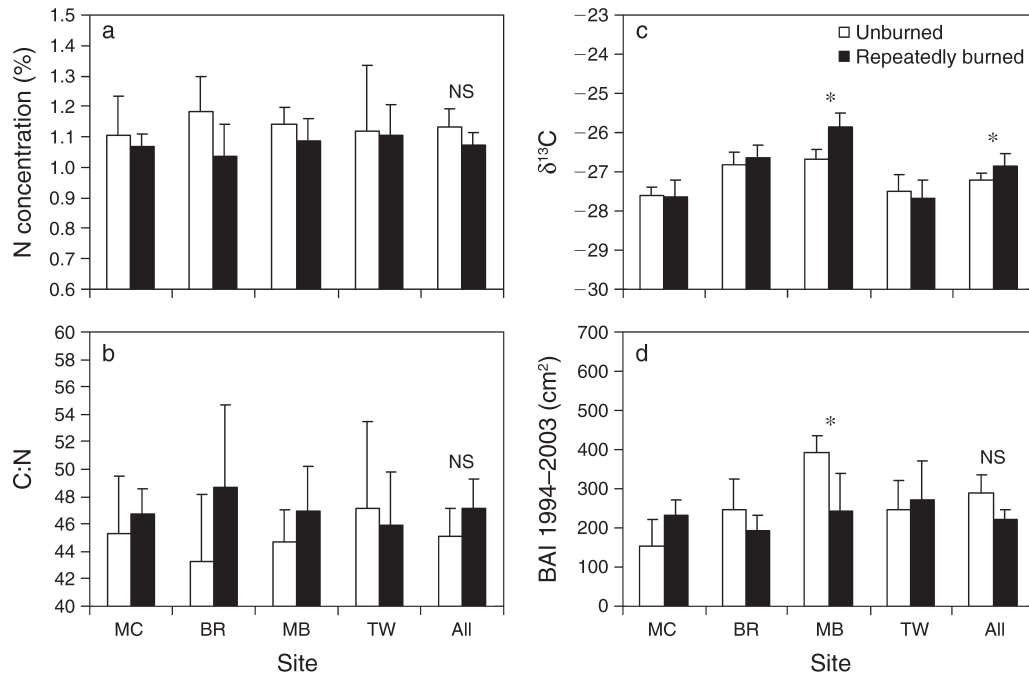 a
N concentration (%)
1.5
1.4
1.3
1.2
1.1
1.0
0.9
0.8
0.7
0.6
NS
c
δ13C
−23
−24
−25
−26
−27
−28
−29
−30
Unburned
Repeatedly burned
*
*
b
C:N
60
58
56
54
52
50
48
46
44
42
40
NS
MC BR MB TW All
Site
d
BAI 1994–2003 (cm²)
700
600
500
400
300
200
100
0
*
NS
MC BR MB TW All
Site